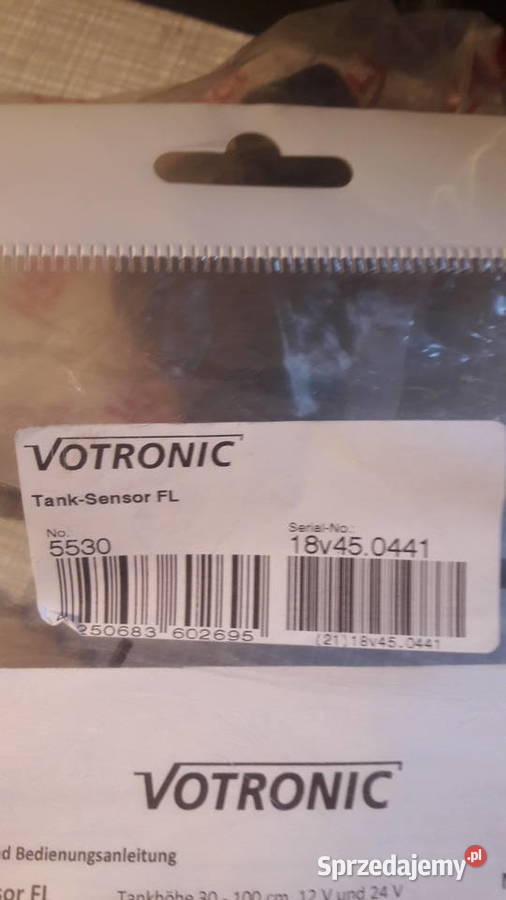 VOTRONIC
Tank-Sensor FL
No. Serial-No.:
5530 18v45.0441
250683 602695 (21)18v45.0441
VOTRONIC
d Bedienungsanleitung
sor FL Tankhöhe 30 - 100 cm, 12 V und 24 V
Sprzedajemy.pl